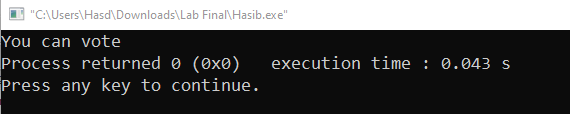 "C:\Users\Hasd\Downloads\Lab Final\Hasib.exe"
You can vote
Process returned 0 (0x0)   execution time : 0.043 s
Press any key to continue.